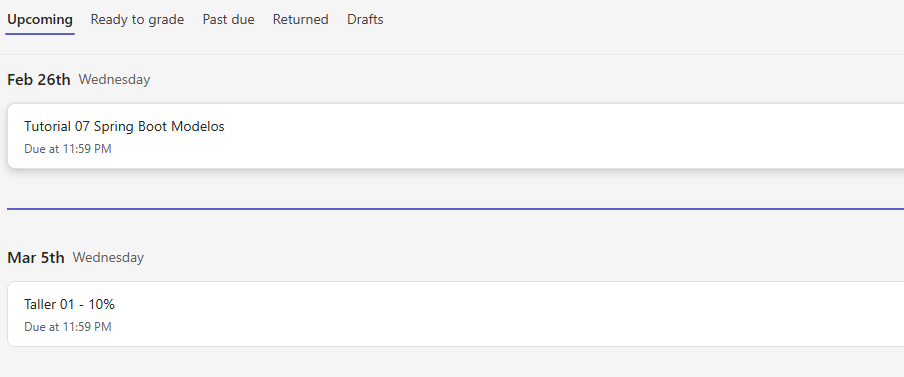 Upcoming Ready to grade Past due Returned Drafts
Feb 26th Wednesday
Tutorial 07 Spring Boot Modelos
Due at 11:59 PM
Mar 5th Wednesday
Taller 01 - 10%
Due at 11:59 PM